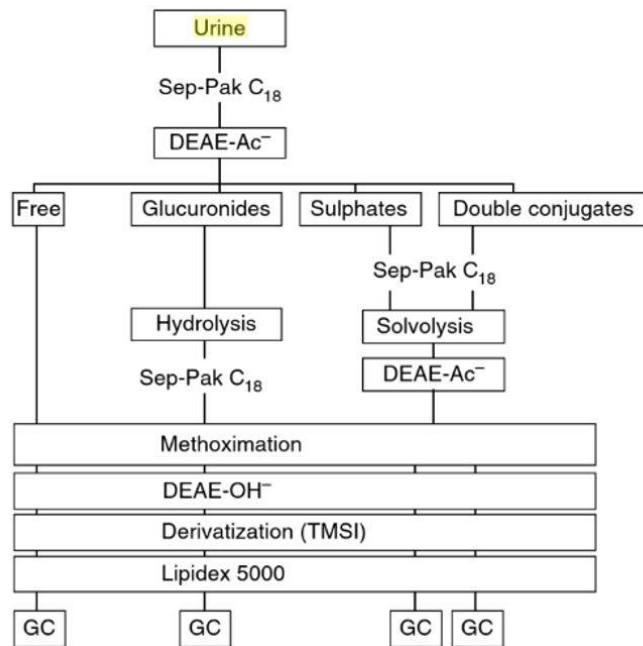 Urine
Sep-Pak C₁₈
DEAE-Ac⁻
Free Glucuronides Sulphates Double conjugates
Sep-Pak C₁₈
Hydrolysis Solvolysis
Sep-Pak C₁₈ DEAE-Ac⁻
Methoximation
DEAE-OH⁻
Derivatization (TMSI)
Lipidex 5000
GC GC GC GC